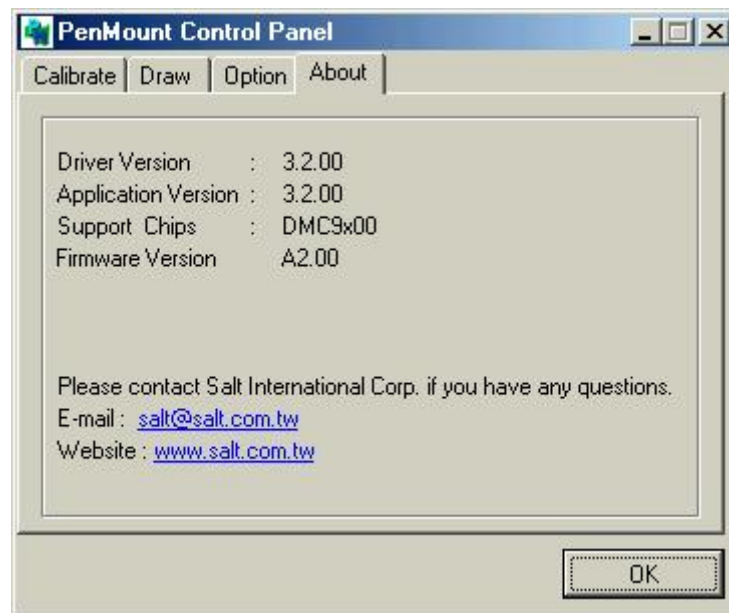 PenMount Control Panel
Calibrate Draw Option About
Driver Version : 3.2.00
Application Version : 3.2.00
Support Chips : DMC9x00
Firmware Version A2.00
Please contact Salt International Corp. if you have any questions.
E-mail : salt@salt.com.tw
Website : www.salt.com.tw
OK